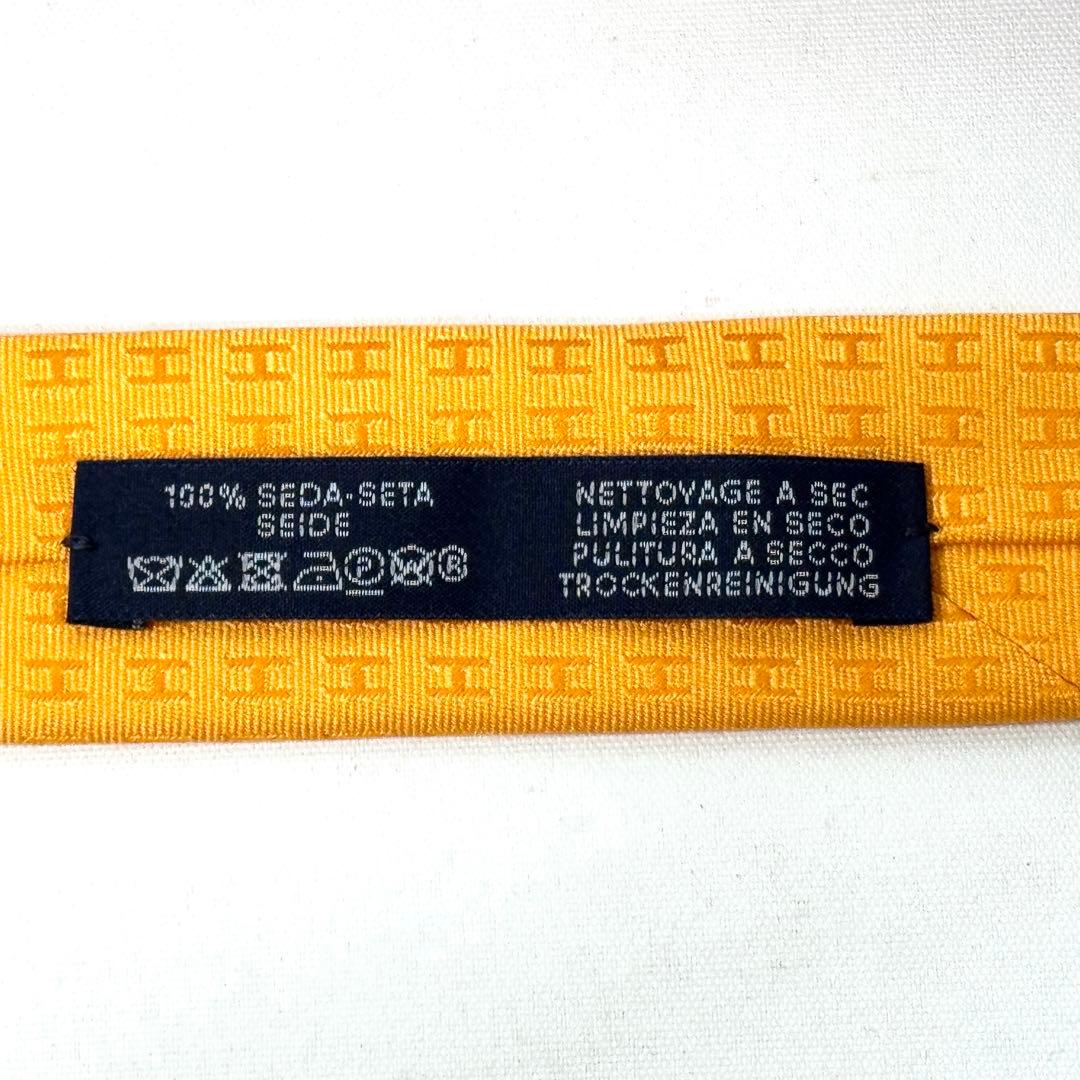 100% SEDA-SETA
SEIDE
P W R
NETTOYAGE A SEC
LIMPIEZA EN SECO
PULITURA A SECCO
TROCKENREINIGUNG